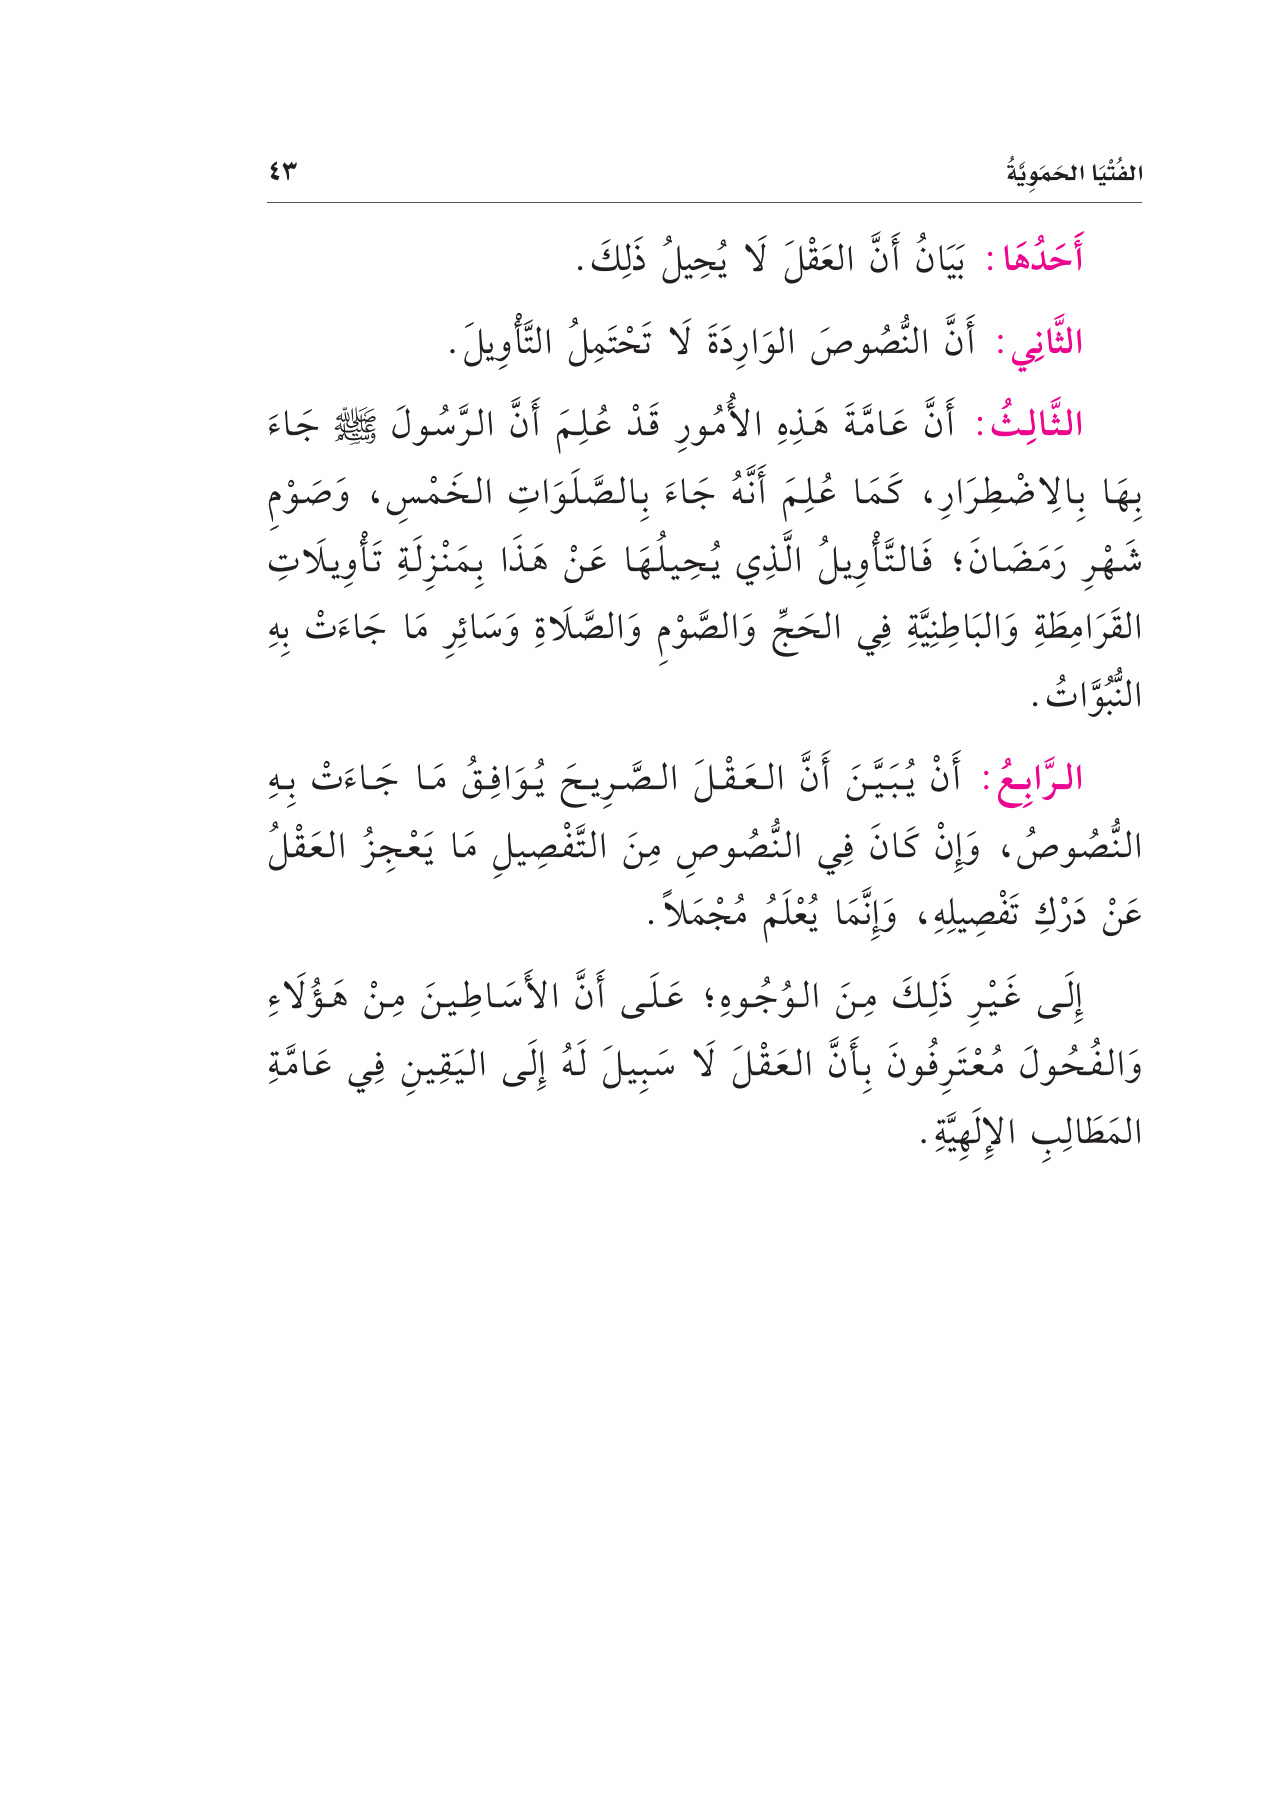 الفُتْيَا الحَمَوِيَّةُ ٤٣
أَحَدُهَا: بَيَانُ أَنَّ العَقْلَ لَا يُحِيلُ ذَلِكَ.
الثَّانِي: أَنَّ النُّصُوصَ الوَارِدَةَ لَا تَحْتَمِلُ التَّأْوِيلَ.
الثَّالِثُ: أَنَّ عَامَّةَ هَذِهِ الأُمُورِ قَدْ عُلِمَ أَنَّ الرَّسُولَ ﷺ جَاءَ
بِهَا بِالِاضْطِرَارِ، كَمَا عُلِمَ أَنَّهُ جَاءَ بِالصَّلَوَاتِ الخَمْسِ، وَصَوْمِ
شَهْرِ رَمَضَانَ؛ فَالتَّأْوِيلُ الَّذِي يُحِيلُهَا عَنْ هَذَا بِمَنْزِلَةِ تَأْوِيلَاتِ
القَرَامِطَةِ وَالبَاطِنِيَّةِ فِي الحَجِّ وَالصَّوْمِ وَالصَّلَاةِ وَسَائِرِ مَا جَاءَتْ بِهِ
النُّبُوَّاتُ.
الرَّابِعُ: أَنْ يُبَيَّنَ أَنَّ العَقْلَ الصَّرِيحَ يُوَافِقُ مَا جَاءَتْ بِهِ
النُّصُوصُ، وَإِنْ كَانَ فِي النُّصُوصِ مِنَ التَّفْصِيلِ مَا يَعْجِزُ العَقْلُ
عَنْ دَرْكِ تَفْصِيلِهِ، وَإِنَّمَا يُعْلَمُ مُجْمَلاً.
إِلَى غَيْرِ ذَلِكَ مِنَ الوُجُوهِ؛ عَلَى أَنَّ الأَسَاطِينَ مِنْ هَؤُلَاءِ
وَالفُحُولَ مُعْتَرِفُونَ بِأَنَّ العَقْلَ لَا سَبِيلَ لَهُ إِلَى اليَقِينِ فِي عَامَّةِ
المَطَالِبِ الإِلَهِيَّةِ.